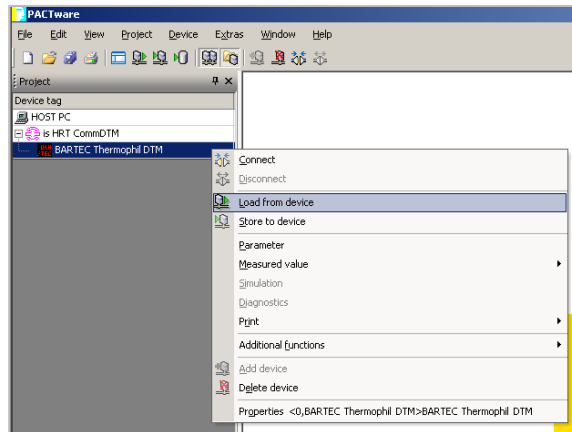 PACTware
File Edit View Project Device Extras Window Help
Project
Device tag
HOST PC
is HRT CommDTM
BARTEC Thermophil DTM
Connect
Disconnect
Load from device
Store to device
Parameter
Measured value
Simulation
Diagnostics
Print
Additional functions
Add device
Delete device
Properties <0,BARTEC Thermophil DTM>BARTEC Thermophil DTM